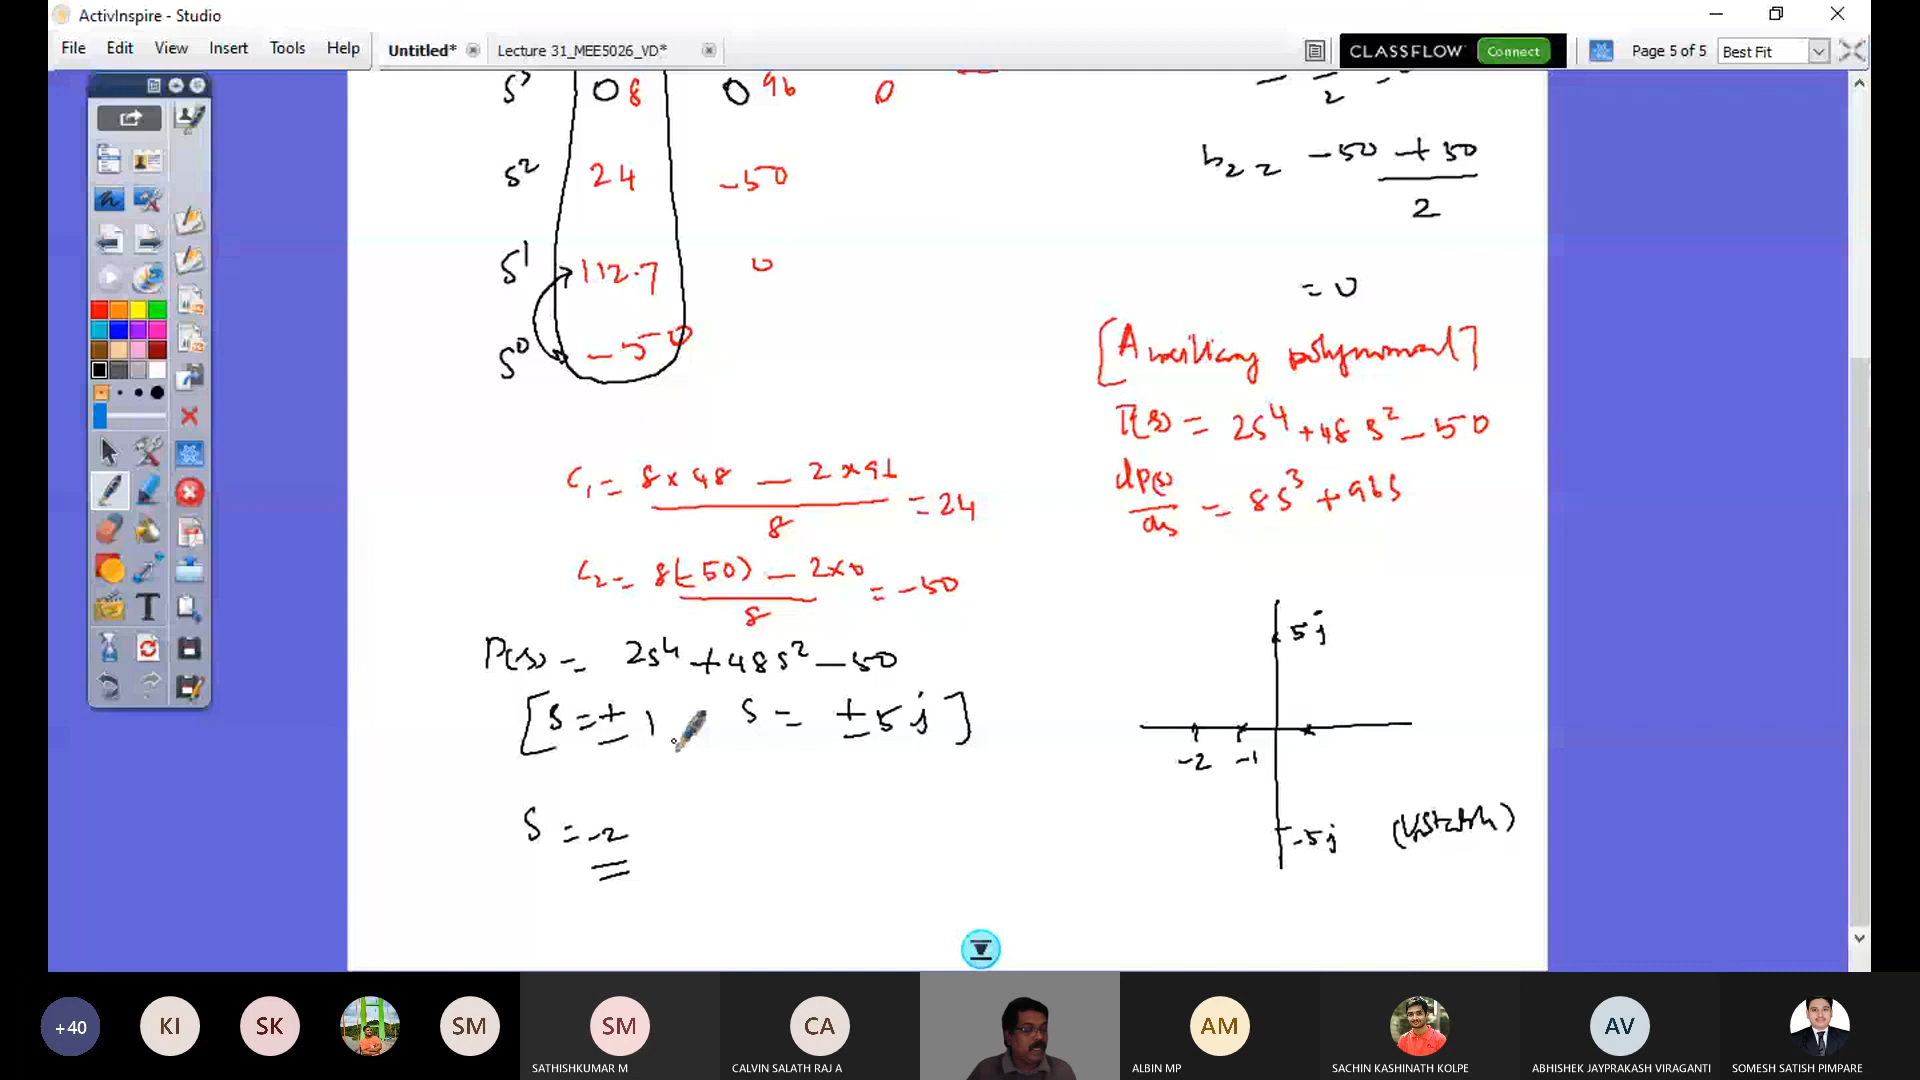 ActivInspire - Studio
File Edit View Insert Tools Help
Untitled* Lecture 31_MEE5026_VD*
CLASSFLOW Connect
Page 5 of 5 Best Fit
S³ 0 8 0 96 0
S² 24 -50
S¹ 112.7 0
S⁰ -50
2
b₂ = (-50 + 50) / 2
= 0
[Auxiliary polynomial]
P(s) = 2s⁴ + 48 s² - 50
dP(s)/ds = 8s³ + 96s
C₁ = (8 × 48 - 2 × 96) / 8 = 24
C₂ = (8(-50) - 2×0) / 8 = -50
P(s) = 2s⁴ + 48s² - 50
[S = ± 1 S = ± 5j]
S = -2
5j
-2 -1
-5j
+40 KI SK SM SM CA AM AV
SATHISHKUMAR M CALVIN SALATH RAJ A ALBIN MP SACHIN KASHINATH KOLPE ABHISHEK JAYPRAKASH VIRAGANTI SOMESH SATISH PIMPARE